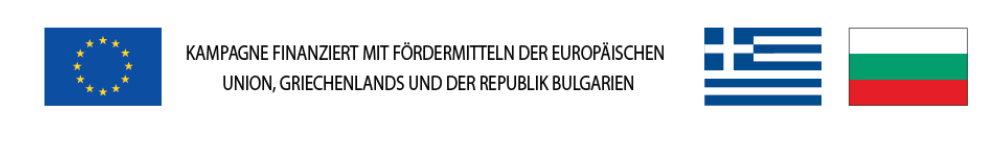 KAMPAGNE FINANZIERT MIT FÖRDERMITTELN DER EUROPÄISCHEN
UNION, GRIECHENLANDS UND DER REPUBLIK BULGARIEN